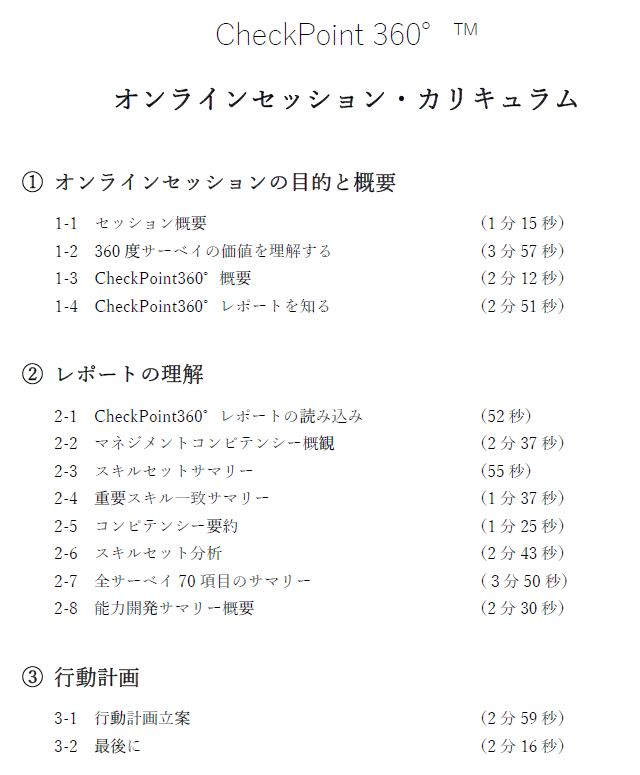 CheckPoint 360° ™
オンラインセッション・カリキュラム
① オンラインセッションの目的と概要
1-1 セッション概要 （1 分 15 秒）
1-2 360 度サーベイの価値を理解する （3 分 57 秒）
1-3 CheckPoint360° 概要 （2 分 12 秒）
1-4 CheckPoint360° レポートを知る （2 分 51 秒）
② レポートの理解
2-1 CheckPoint360° レポートの読み込み （52 秒）
2-2 マネジメントコンピテンシー概観 （2 分 37 秒）
2-3 スキルセットサマリー （55 秒）
2-4 重要スキル一致サマリー （1 分 37 秒）
2-5 コンピテンシー要約 （1 分 25 秒）
2-6 スキルセット分析 （2 分 43 秒）
2-7 全サーベイ 70 項目のサマリー （ 3 分 50 秒）
2-8 能力開発サマリー概要 （2 分 30 秒）
③ 行動計画
3-1 行動計画立案 （2 分 59 秒）
3-2 最後に （2 分 16 秒）